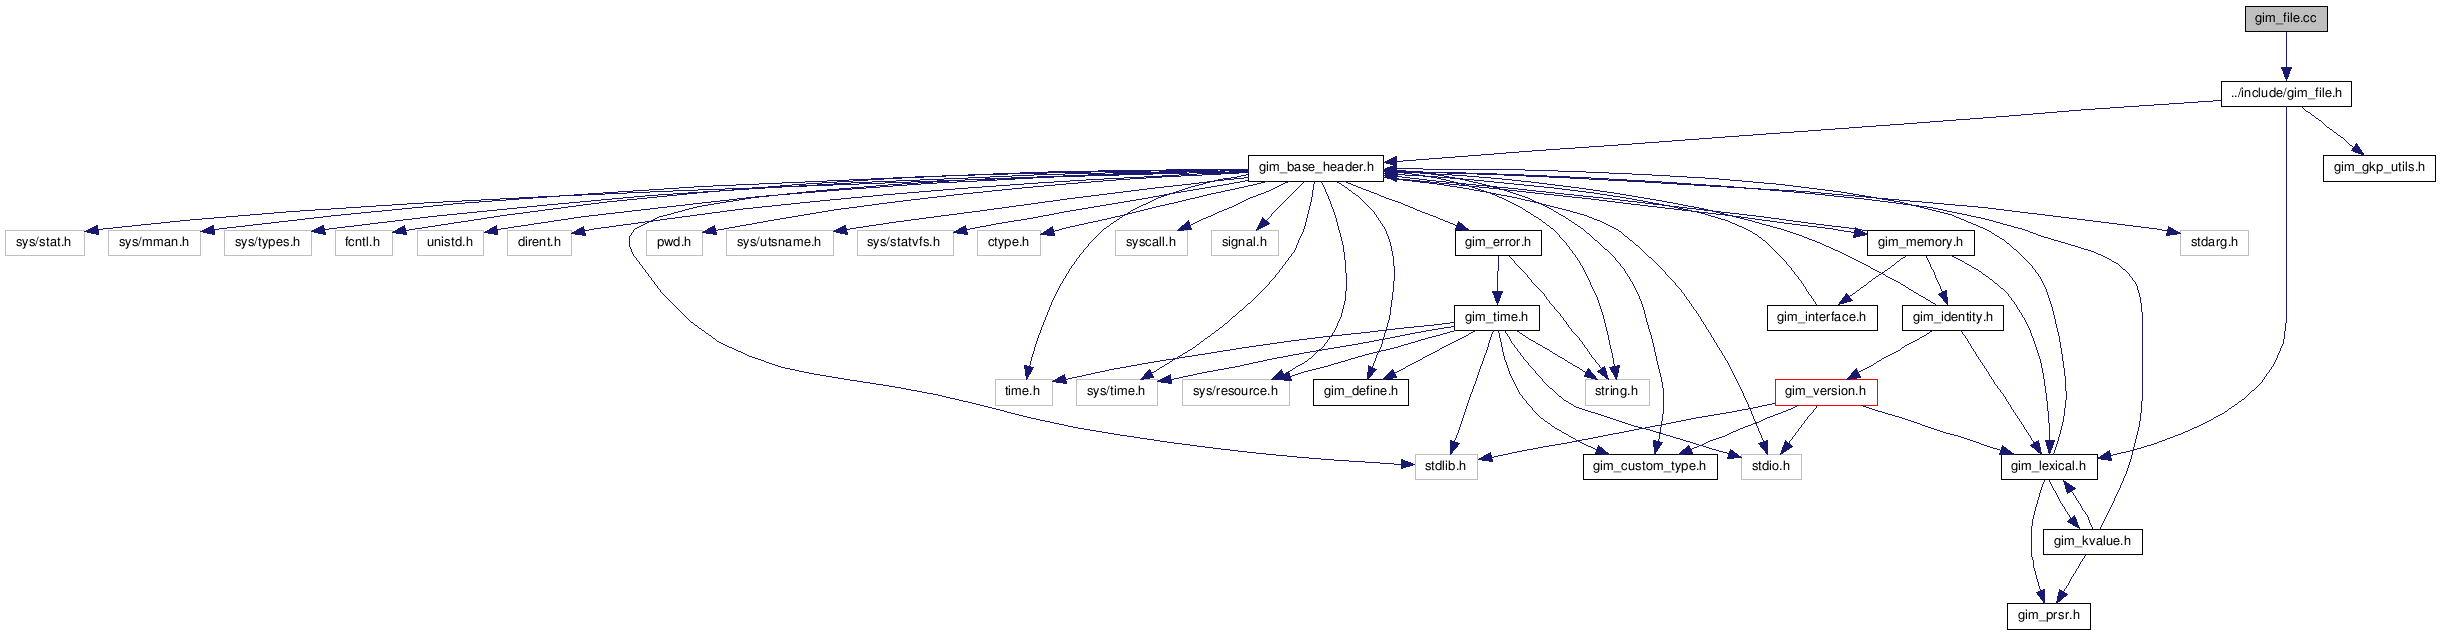 gim_file.cc
../include/gim_file.h
gim_base_header.h
gim_gkp_utils.h
sys/stat.h
sys/mman.h
sys/types.h
fcntl.h
unistd.h
dirent.h
pwd.h
sys/utsname.h
sys/statvfs.h
ctype.h
syscall.h
signal.h
gim_error.h
gim_memory.h
stdarg.h
gim_time.h
gim_interface.h
gim_identity.h
time.h
sys/time.h
sys/resource.h
gim_define.h
string.h
gim_version.h
stdlib.h
gim_custom_type.h
stdio.h
gim_lexical.h
gim_kvalue.h
gim_prsr.h